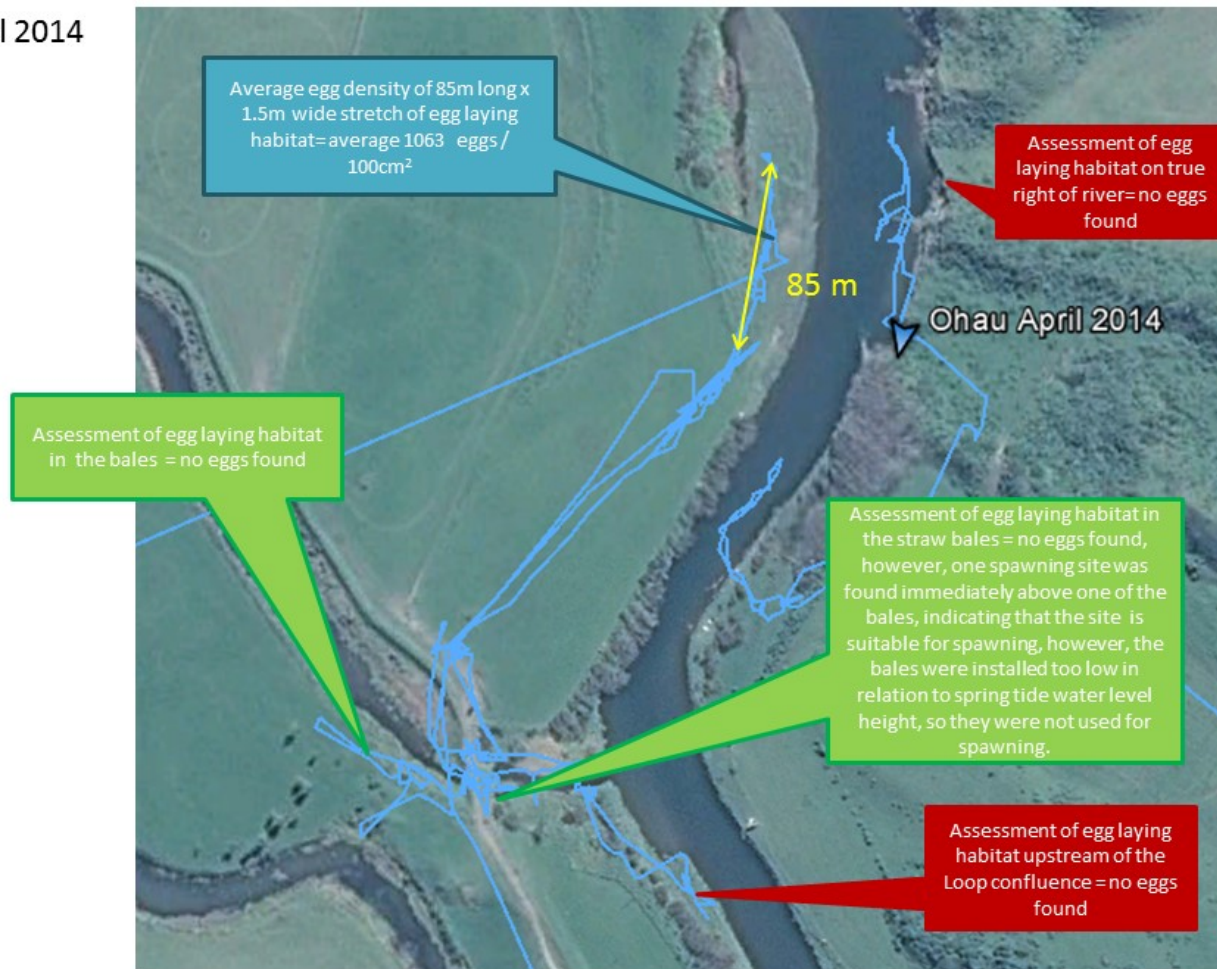 l 2014
Average egg density of 85m long x
1.5m wide stretch of egg laying
habitat= average 1063 eggs /
100cm²
Assessment of egg
laying habitat on true
right of river= no eggs
found
85 m
Ohau April 2014
Assessment of egg laying habitat
in the bales = no eggs found
Assessment of egg laying habitat in
the straw bales = no eggs found,
however, one spawning site was
found immediately above one of the
bales, indicating that the site is
suitable for spawning, however, the
bales were installed too low in
relation to spring tide water level
height, so they were not used for
spawning.
Assessment of egg laying
habitat upstream of the
Loop confluence = no eggs
found